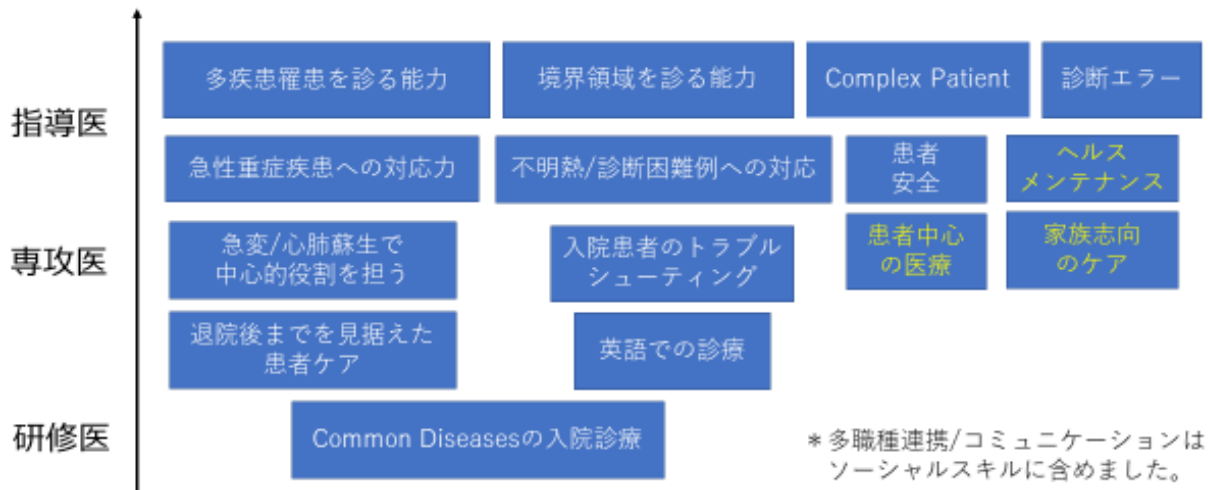 多疾患罹患を診る能力
境界領域を診る能力
Complex Patient
診断エラー
指導医
急性重症疾患への対応力
不明熱/診断困難例への対応
患者
安全
ヘルス
メンテナンス
専攻医
急変/心肺蘇生で
中心的役割を担う
入院患者のトラブル
シューティング
患者中心
の医療
家族志向
のケア
退院後までを見据えた
患者ケア
英語での診療
研修医
Common Diseasesの入院診療
*多職種連携/コミュニケーションは
ソーシャルスキルに含めました。